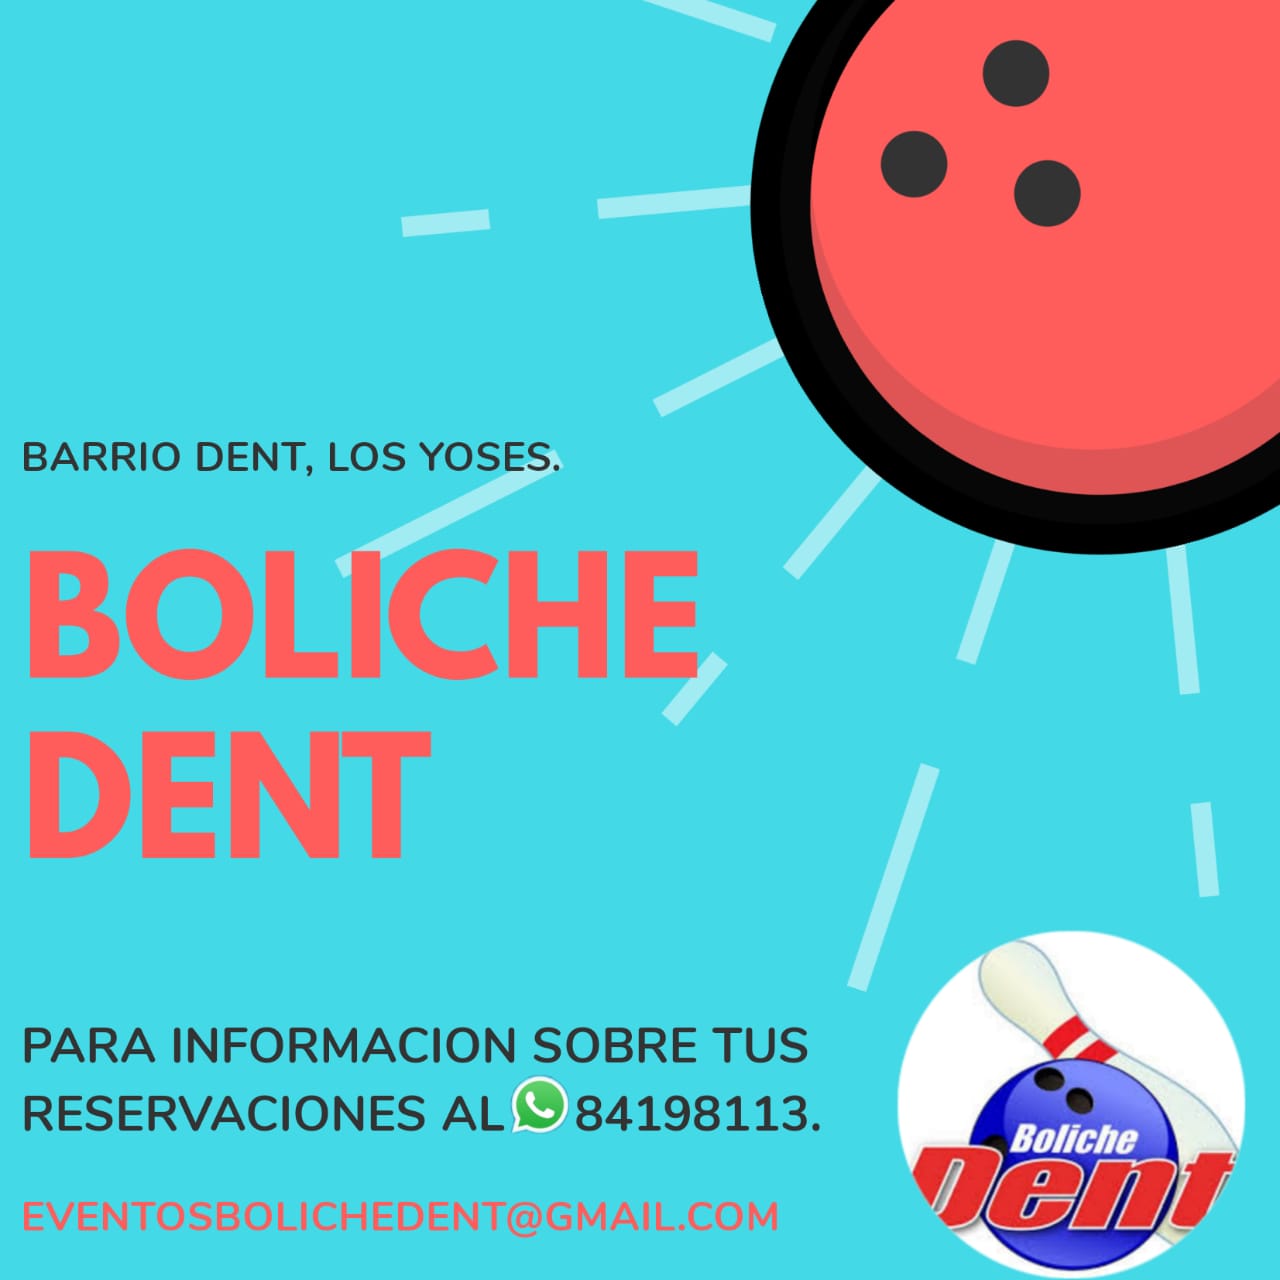 BARRIO DENT, LOS YOSES.
BOLICHE
DENT
PARA INFORMACION SOBRE TUS
RESERVACIONES AL 84198113.
EVENTOSBOLICHEDENT@GMAIL.COM
Boliche
Dent